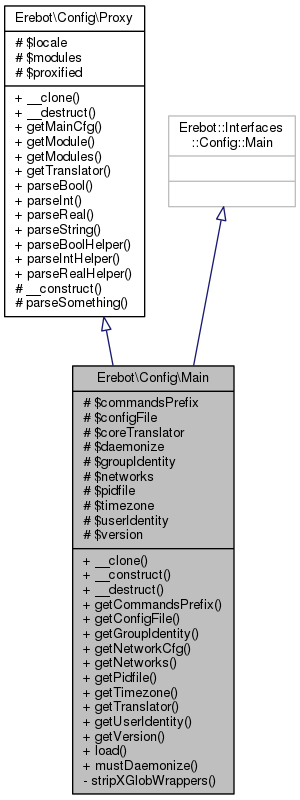 Erebot\Config\Proxy
# $locale
# $modules
# $proxified
+ __clone()
+ __destruct()
+ getMainCfg()
+ getModule()
+ getModules()
+ getTranslator()
+ parseBool()
+ parseInt()
+ parseReal()
+ parseString()
+ parseBoolHelper()
+ parseIntHelper()
+ parseRealHelper()
# __construct()
# parseSomething()
Erebot::Interfaces
::Config::Main
Erebot\Config\Main
# $commandsPrefix
# $configFile
# $coreTranslator
# $daemonize
# $groupIdentity
# $networks
# $pidfile
# $timezone
# $userIdentity
# $version
+ __clone()
+ __construct()
+ __destruct()
+ getCommandsPrefix()
+ getConfigFile()
+ getGroupIdentity()
+ getNetworkCfg()
+ getNetworks()
+ getPidfile()
+ getTimezone()
+ getTranslator()
+ getUserIdentity()
+ getVersion()
+ load()
+ mustDaemonize()
- stripXGlobWrappers()